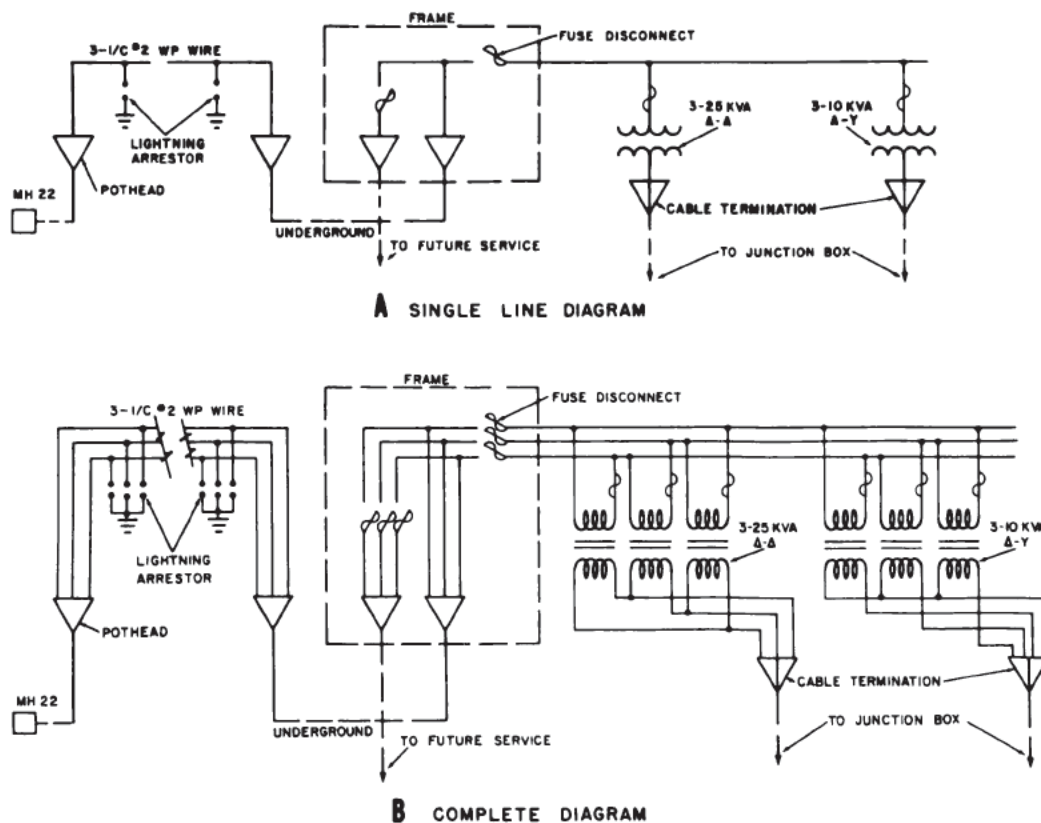 FRAME
FUSE DISCONNECT
3-1/C #2 WP WIRE
3-25 KVA
Δ-Δ
3-10 KVA
Δ-Y
LIGHTNING
ARRESTOR
POTHEAD
MH 22
CABLE TERMINATION
UNDERGROUND
TO FUTURE SERVICE
TO JUNCTION BOX
A SINGLE LINE DIAGRAM
FRAME
FUSE DISCONNECT
3-1/C #2 WP WIRE
3-25 KVA
Δ-Δ
3-10 KVA
Δ-Y
LIGHTNING
ARRESTOR
POTHEAD
CABLE TERMINATION
MH 22
UNDERGROUND
TO FUTURE SERVICE
TO JUNCTION BOX
B COMPLETE DIAGRAM